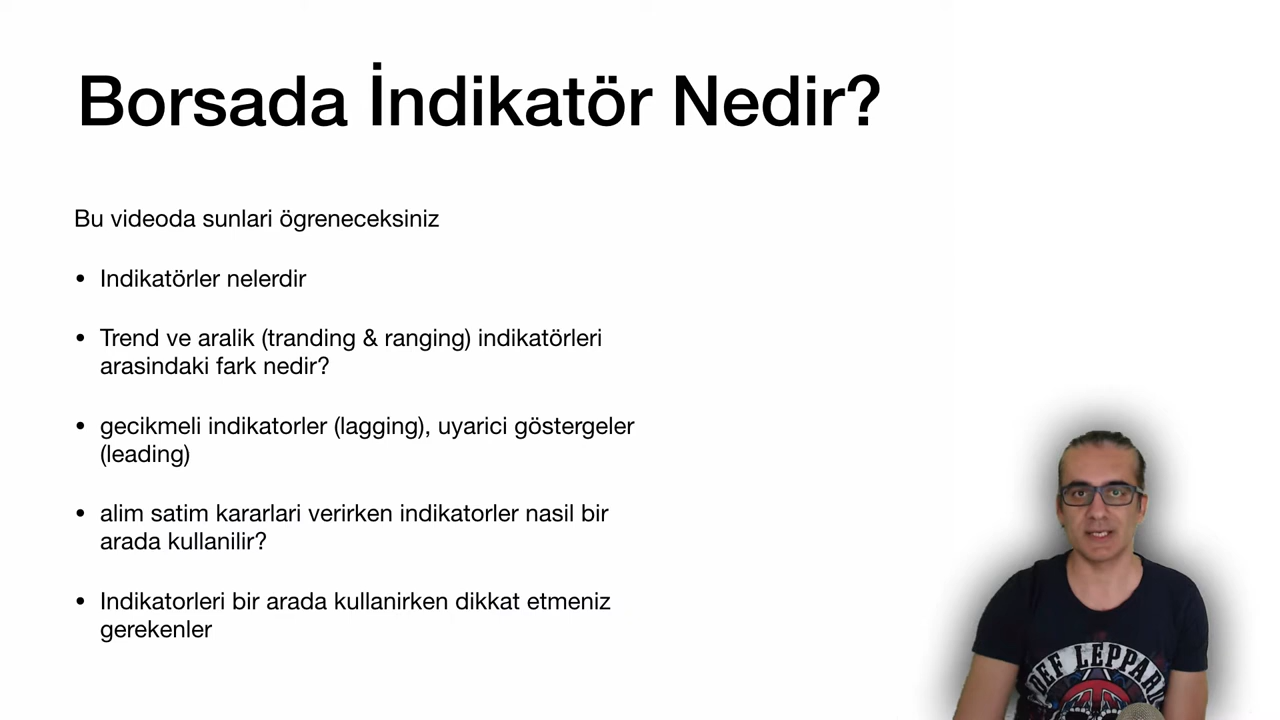 Borsada İndikatör Nedir?
Bu videoda sunlari ögreneceksiniz
• Indikatörler nelerdir
• Trend ve aralik (tranding & ranging) indikatörleri
arasindaki fark nedir?
• gecikmeli indikatorler (lagging), uyarici göstergeler
(leading)
• alim satim kararlari verirken indikatorler nasil bir
arada kullanilir?
• Indikatorleri bir arada kullanirken dikkat etmeniz
gerekenler
DEF LEPPARD